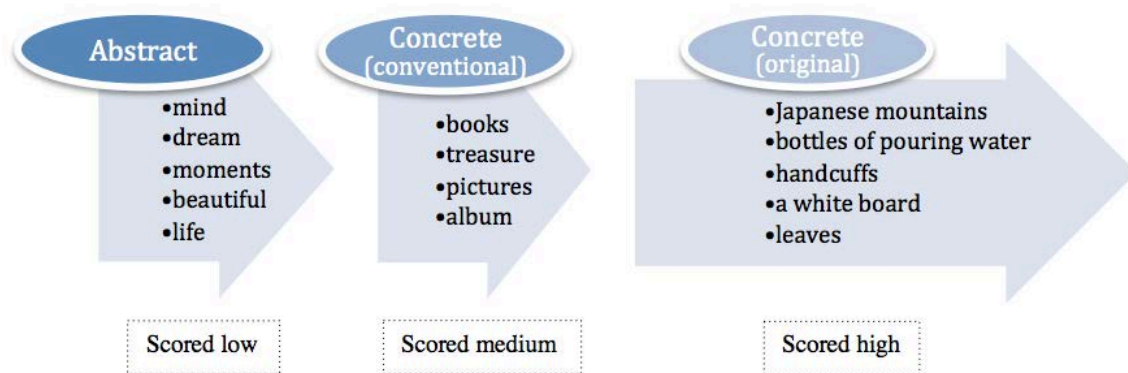 Abstract
•mind
•dream
•moments
•beautiful
•life
Scored low
Concrete
(conventional)
•books
•treasure
•pictures
•album
Scored medium
Concrete
(original)
•Japanese mountains
•bottles of pouring water
•handcuffs
•a white board
•leaves
Scored high